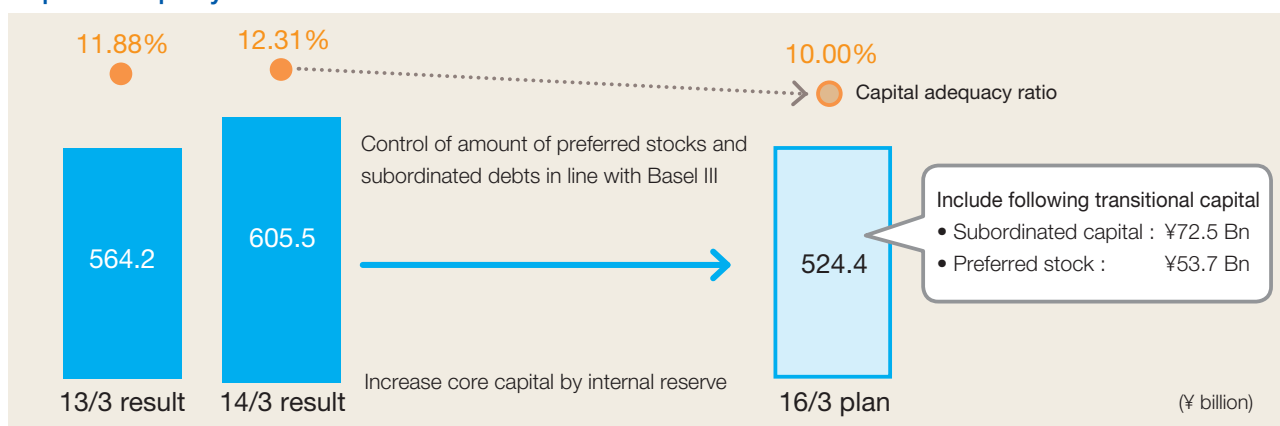 11.88%
12.31%
10.00%
Capital adequacy ratio
Control of amount of preferred stocks and
subordinated debts in line with Basel III
Include following transitional capital
• Subordinated capital : ¥72.5 Bn
• Preferred stock : ¥53.7 Bn
564.2
605.5
524.4
Increase core capital by internal reserve
13/3 result
14/3 result
16/3 plan
(¥ billion)